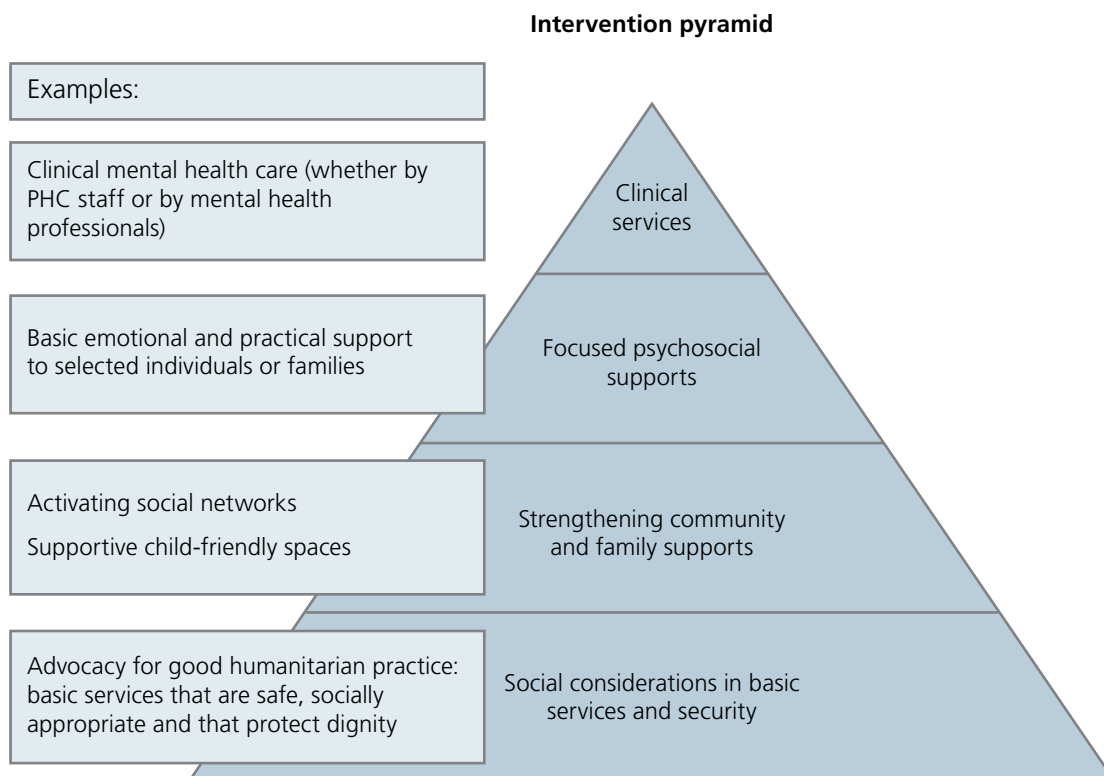 Intervention pyramid
Examples:
Clinical mental health care (whether by
PHC staff or by mental health
professionals)
Clinical
services
Basic emotional and practical support
to selected individuals or families
Focused psychosocial
supports
Activating social networks
Supportive child-friendly spaces
Strengthening community
and family supports
Advocacy for good humanitarian practice:
basic services that are safe, socially
appropriate and that protect dignity
Social considerations in basic
services and security